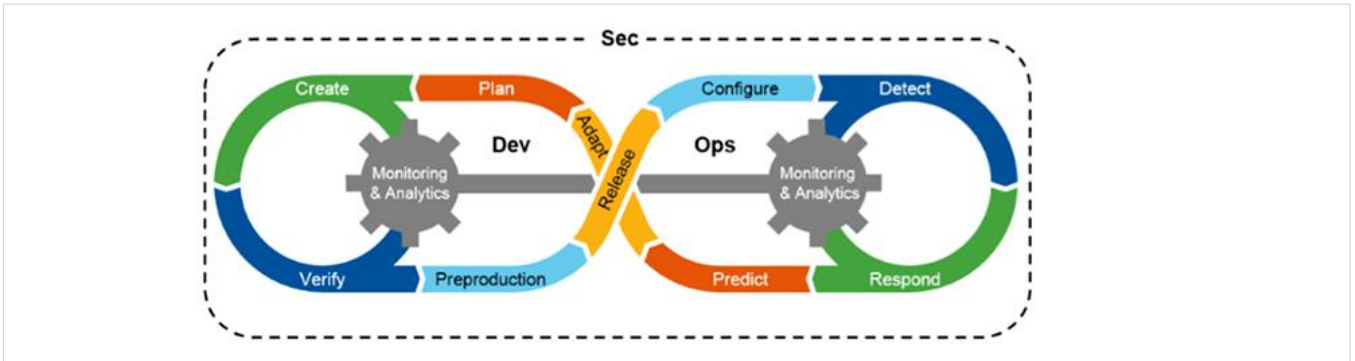 Sec
Create
Plan
Configure
Detect
Adapt
Dev
Ops
Release
Monitoring
& Analytics
Monitoring
& Analytics
Verify
Preproduction
Predict
Respond